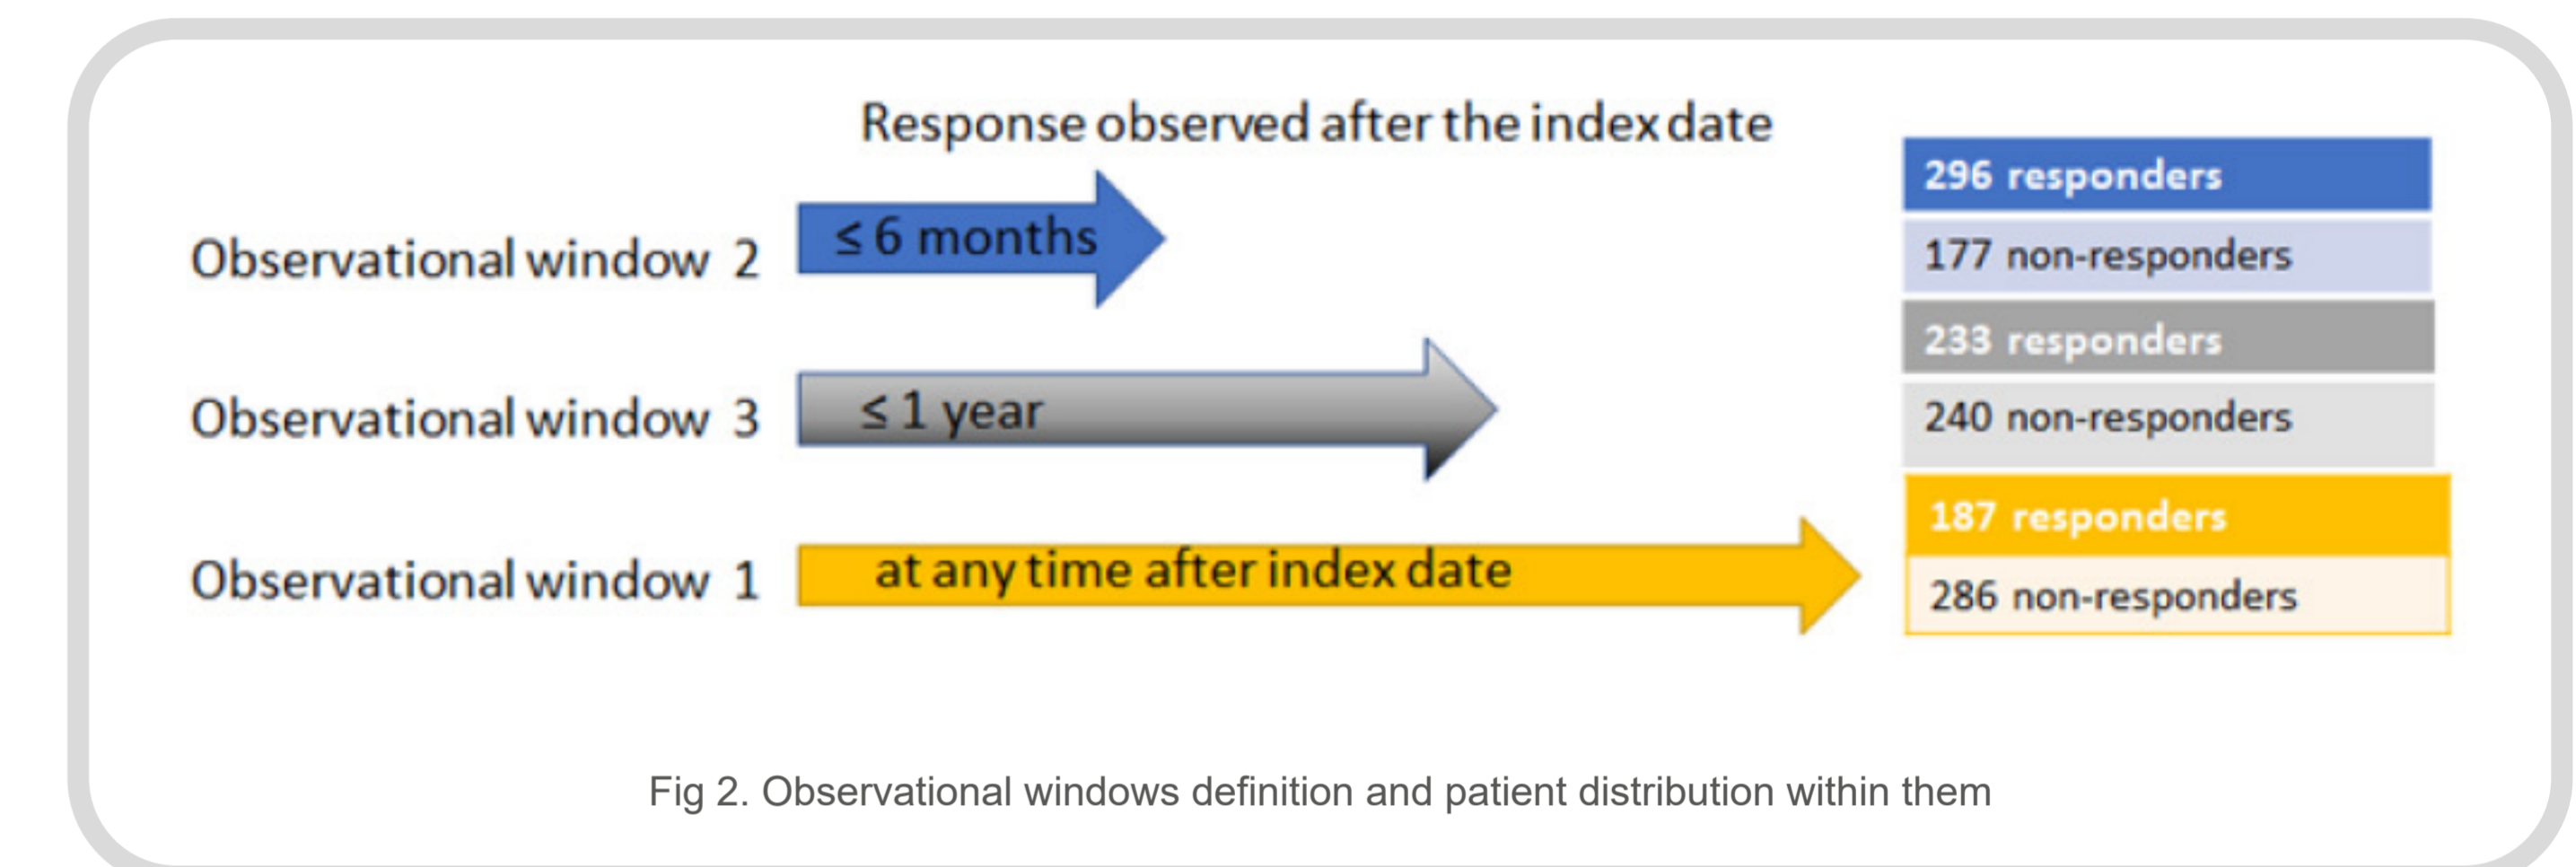 Response observed after the index date
Observational window 2
≤ 6 months
296 responders
177 non-responders
Observational window 3
≤ 1 year
233 responders
240 non-responders
Observational window 1
at any time after index date
187 responders
286 non-responders
Fig 2. Observational windows definition and patient distribution within them